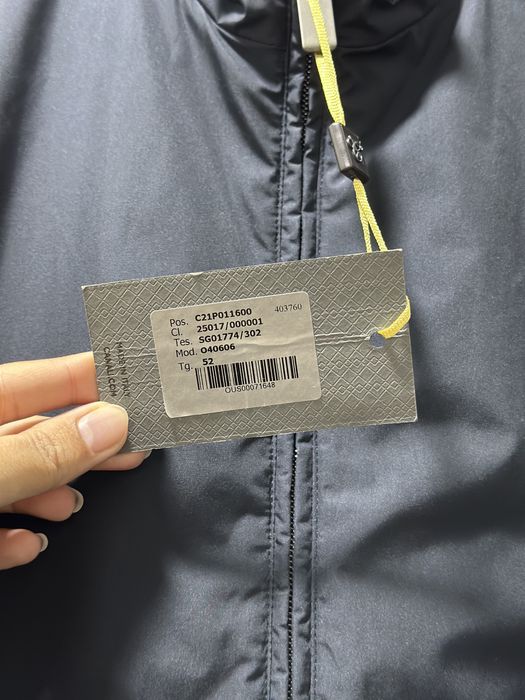 Pos. C21P011600 403760
Cl. 25017/000001
Tes. SG01774/302
Mod. O40606
Tg. 52
OUS00071648
MADE IN ITALY
CANALI.COM